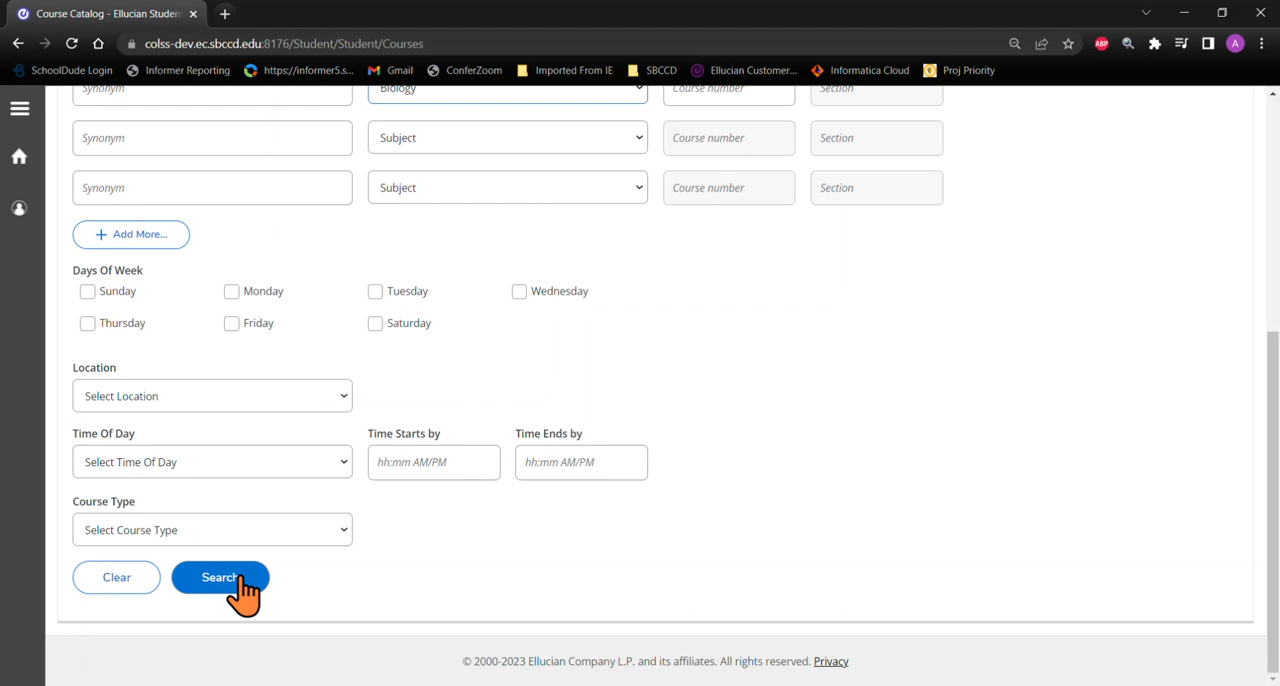 Course Catalog - Ellucian Student
colss-dev.ec.sbccd.edu:8176/Student/Student/Courses
ABP
A
SchoolDude Login
Informer Reporting
https://informer5.s...
Gmail
ConferZoom
Imported From IE
SBCCD
Ellucian Customer...
Informatica Cloud
Proj Priority
Synonym
Biology
Course number
Section
Synonym
Subject
Course number
Section
Synonym
Subject
Course number
Section
+ Add More...
Days Of Week
Sunday
Monday
Tuesday
Wednesday
Thursday
Friday
Saturday
Location
Select Location
Time Of Day
Time Starts by
Time Ends by
Select Time Of Day
hh:mm AM/PM
hh:mm AM/PM
Course Type
Select Course Type
Clear
Search
© 2000-2023 Ellucian Company L.P. and its affiliates. All rights reserved. Privacy